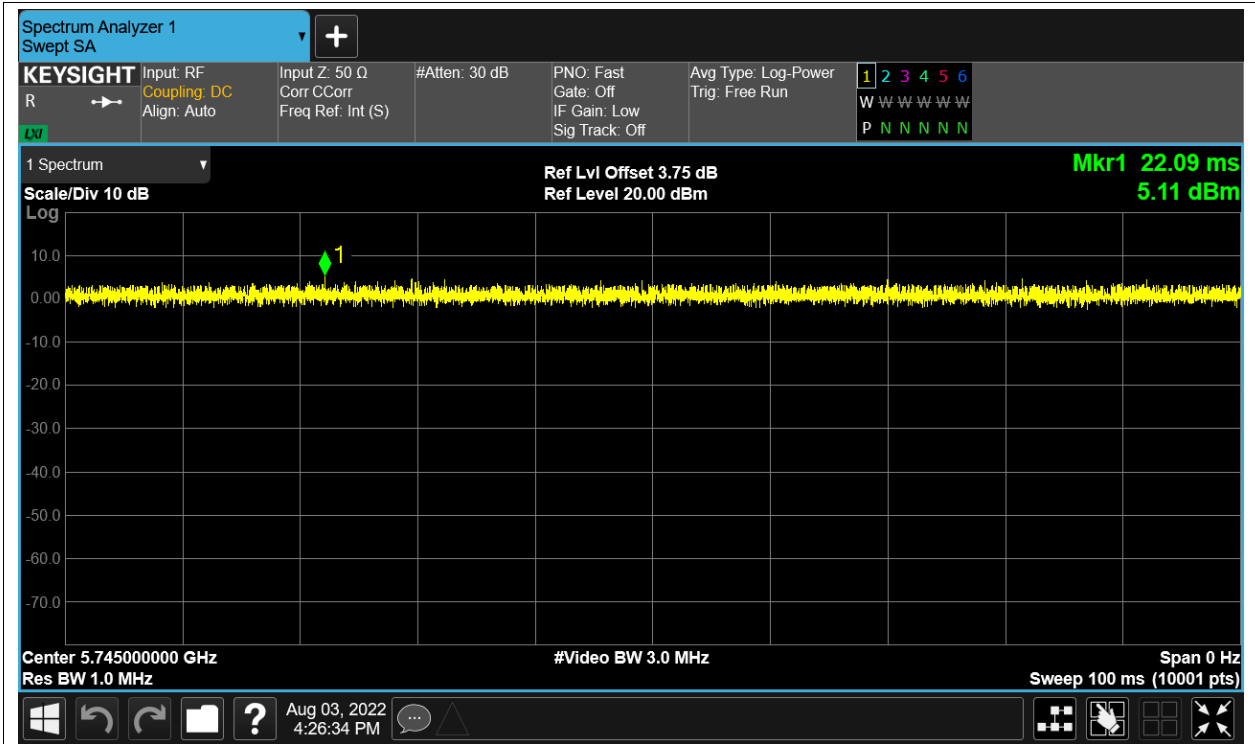 Spectrum Analyzer 1
Swept SA
KEYSIGHT
R
LXI
Input: RF
Coupling: DC
Align: Auto
Input Z: 50 Ω
Corr CCorr
Freq Ref: Int (S)
#Atten: 30 dB
PNO: Fast
Gate: Off
IF Gain: Low
Sig Track: Off
Avg Type: Log-Power
Trig: Free Run
1 2 3 4 5 6
W W W W W W
P N N N N N
1 Spectrum
Scale/Div 10 dB
Log
Ref Lvl Offset 3.75 dB
Ref Level 20.00 dBm
Mkr1 22.09 ms
5.11 dBm
1
10.0
0.00
-10.0
-20.0
-30.0
-40.0
-50.0
-60.0
-70.0
Center 5.745000000 GHz
Res BW 1.0 MHz
#Video BW 3.0 MHz
Span 0 Hz
Sweep 100 ms (10001 pts)
?
Aug 03, 2022
4:26:34 PM